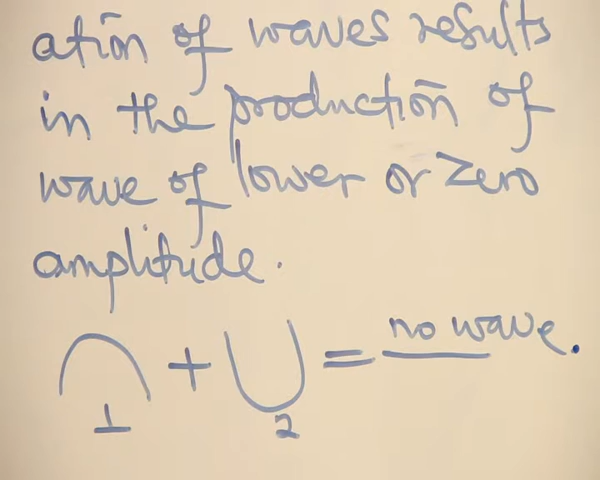 ation of waves results
in the production of
wave of lower or zero
amplitude.
+ = no wave.
1 2